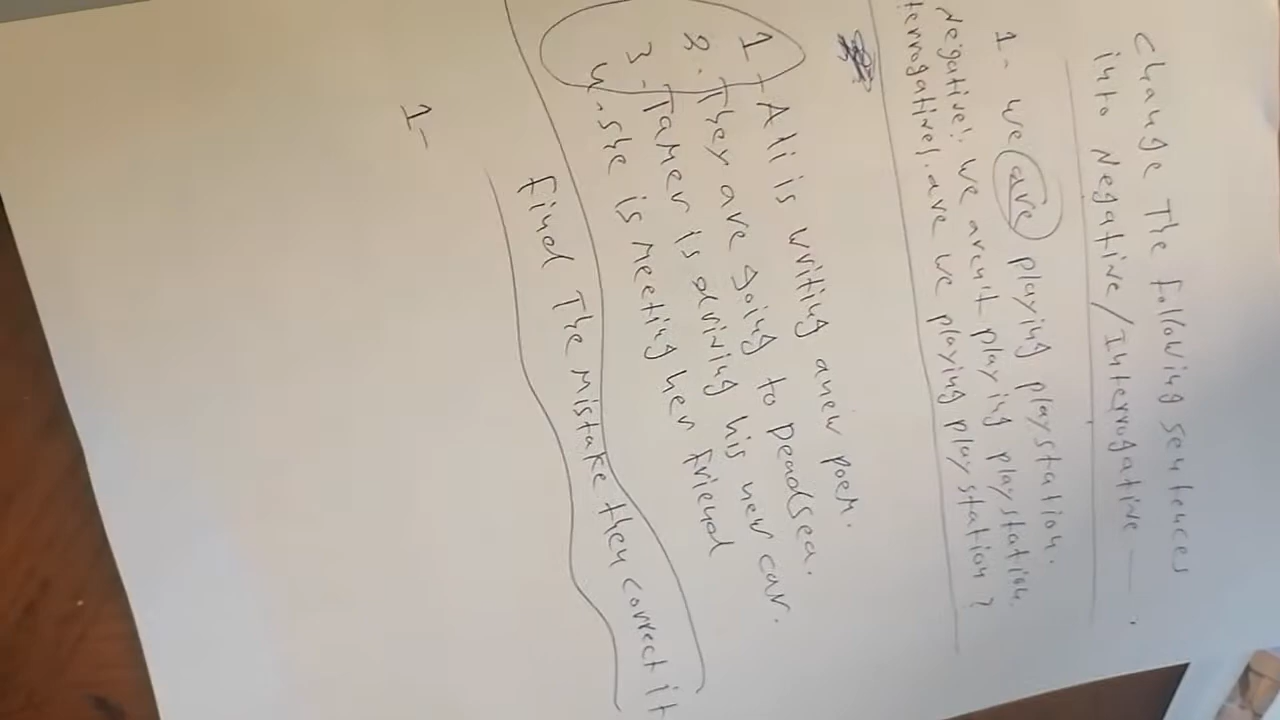 Change The following sentences
into Negative/Interrogative — .
1- we are playing playstation.
Negative: we aren't playing playstation.
terrogative: are we playing playstation?
1- Ali is writing anew poem.
2. They are going to Deadsea.
3. Tamer is driving his new car.
4. she is meeting her friend
find The Mistake then correct it
1-